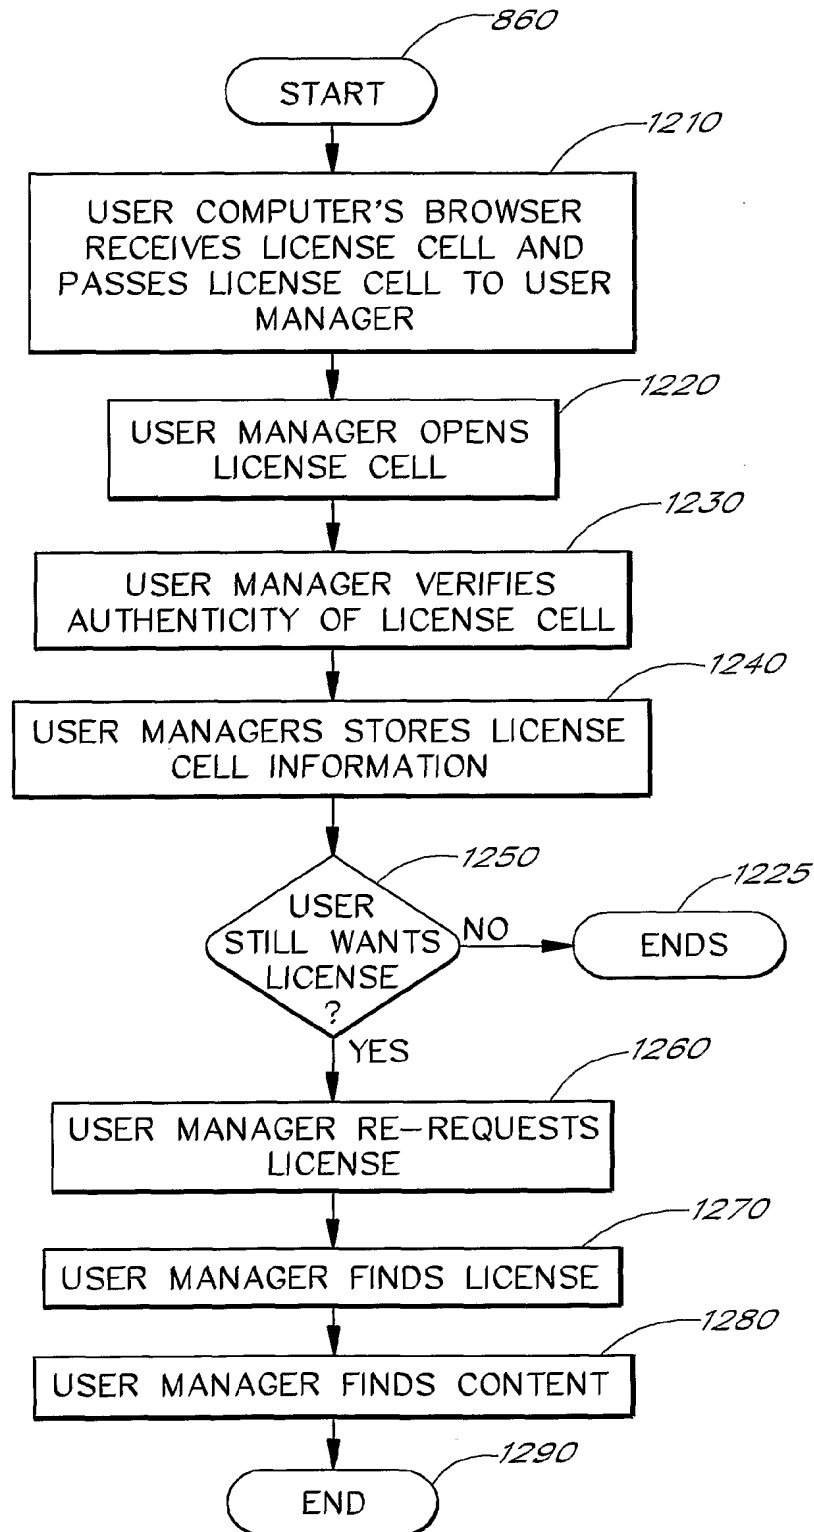 860
START
1210
USER COMPUTER'S BROWSER
RECEIVES LICENSE CELL AND
PASSES LICENSE CELL TO USER
MANAGER
1220
USER MANAGER OPENS
LICENSE CELL
1230
USER MANAGER VERIFIES
AUTHENTICITY OF LICENSE CELL
1240
USER MANAGERS STORES LICENSE
CELL INFORMATION
1250
USER
STILL WANTS
LICENSE
?
NO
1225
ENDS
YES
1260
USER MANAGER RE-REQUESTS
LICENSE
1270
USER MANAGER FINDS LICENSE
1280
USER MANAGER FINDS CONTENT
1290
END